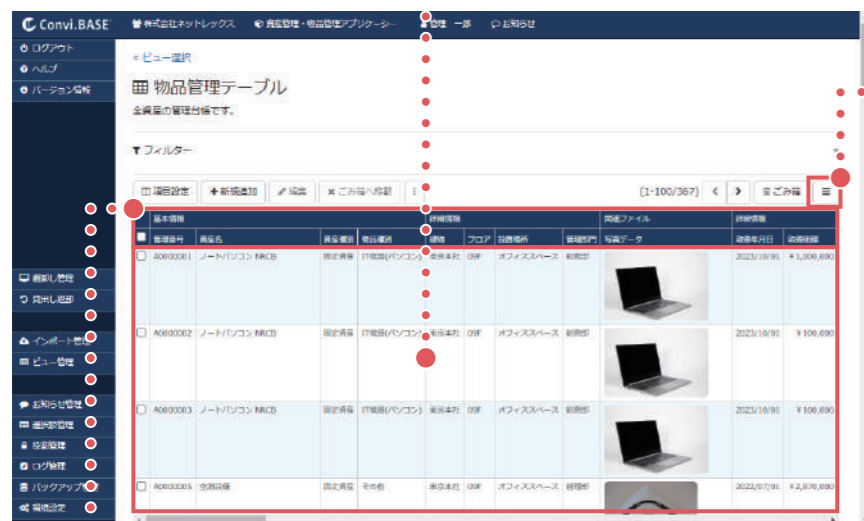 Convi.BASE 株式会社ネットレックス 資産管理・物品管理アプリケーシー 管理 一郎 お知らせ
ログアウト
ヘルプ
バージョン情報
棚卸し管理
貸出し返却
インポート管理
ビュー管理
お知らせ管理
選択肢管理
役割管理
ログ管理
バックアップ管理
環境設定
« ビュー選択
物品管理テーブル
全資産の管理台帳です。
フィルター
項目設定 新規追加 編集 ごみ箱へ移動 (1-100/367) ごみ箱
基本情報 詳細情報 関連ファイル 詳細情報
管理番号 資産名 資産種別 物品種別 建物 フロア 設置場所 管理部門 写真データ 取得年月日 取得価格
A0000001 ノートパソコン NRCB 固定資産 IT機器(パソコン) 東京本社 09F オフィススペース 総務部 2023/10/01 ¥1,000,000
A0000002 ノートパソコン NRCB 固定資産 IT機器(パソコン) 東京本社 09F オフィススペース 総務部 2023/10/01 ¥100,000
A0000003 ノートパソコン NRCB 固定資産 IT機器(パソコン) 東京本社 09F オフィススペース 総務部 2023/10/01 ¥100,000
A0000005 空調設備 固定資産 その他 東京本社 09F オフィススペース 経理部 2022/07/01 ¥2,870,000